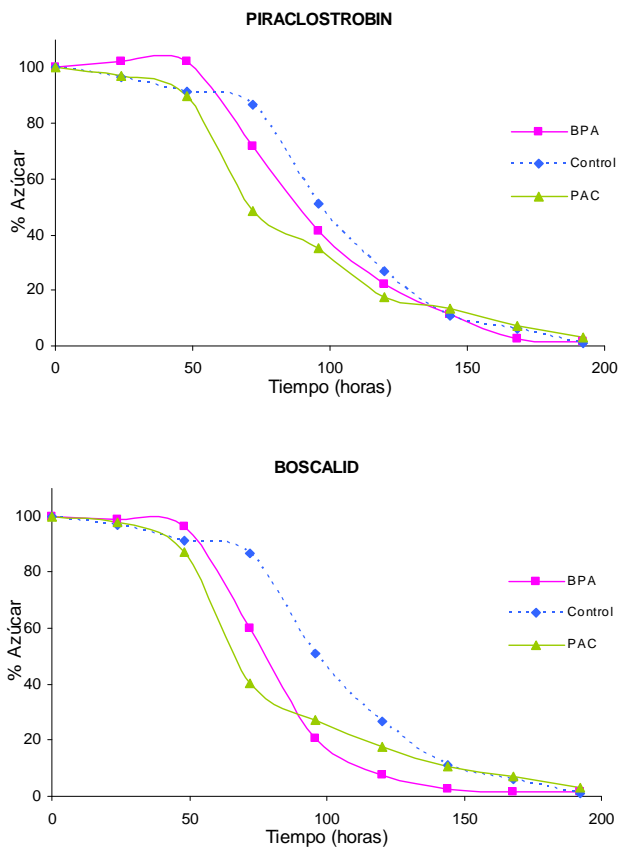 PIRACLOSTROBIN
% Azúcar
100
80
60
40
20
0
0 50 100 150 200
Tiempo (horas)
BPA
Control
PAC
BOSCALID
% Azúcar
100
80
60
40
20
0
0 50 100 150 200
Tiempo (horas)
BPA
Control
PAC